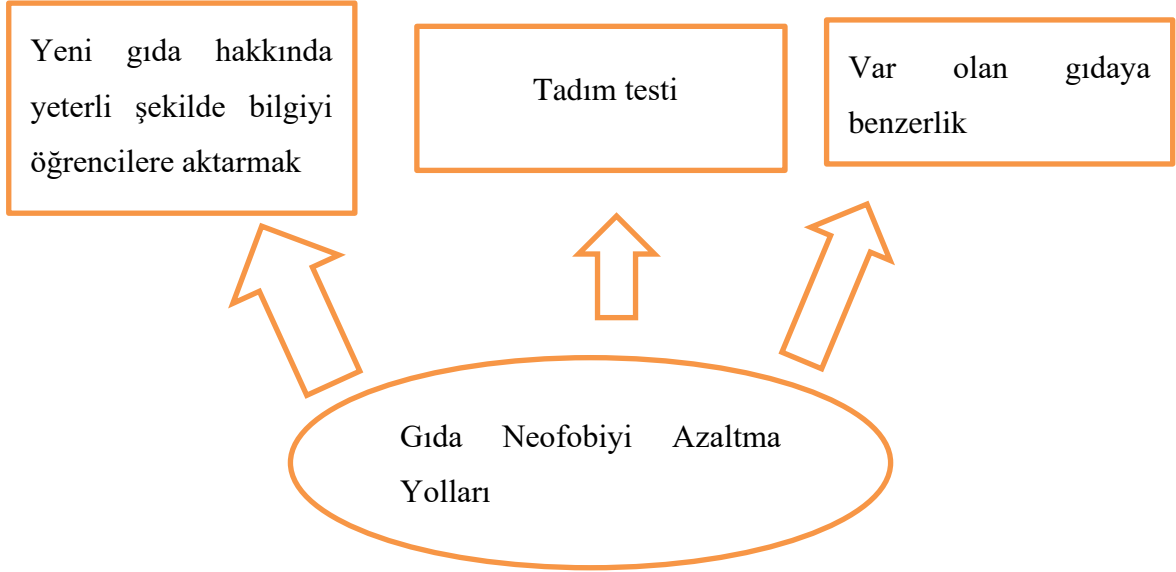 Yeni gıda hakkında
yeterli şekilde bilgiyi
öğrencilere aktarmak
Tadım testi
Var olan gıdaya
benzerlik
Gıda Neofobiyi Azaltma
Yolları